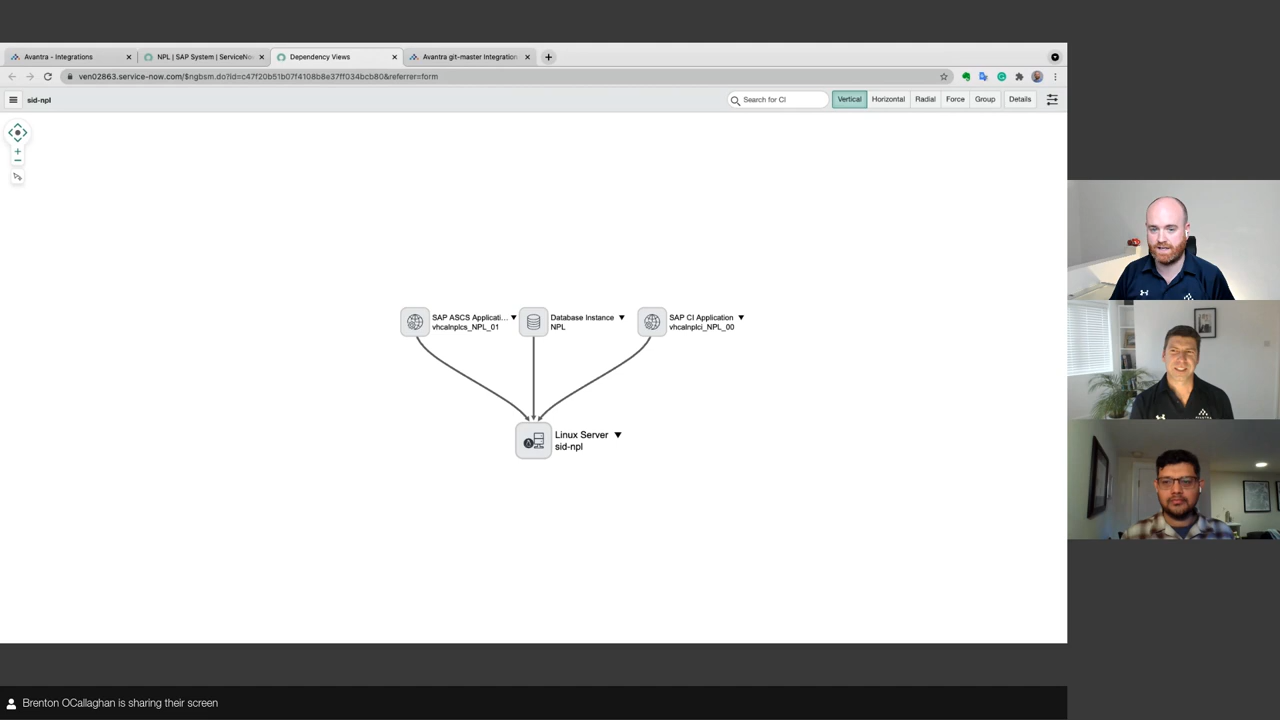 Avantra - Integrations
NPL | SAP System | ServiceNo
Dependency Views
Avantra git-master Integration
ven02863.service-now.com/$ngbsm.do?id=c47f20b51b07f4108b8e37ff034bcb80&referrer=form
sid-npl
Search for CI
Vertical
Horizontal
Radial
Force
Group
Details
SAP ASCS Applicati...
vhcalnplcs_NPL_01
Database Instance
NPL
SAP CI Application
vhcalnplci_NPL_00
Linux Server
sid-npl
Brenton OCallaghan is sharing their screen